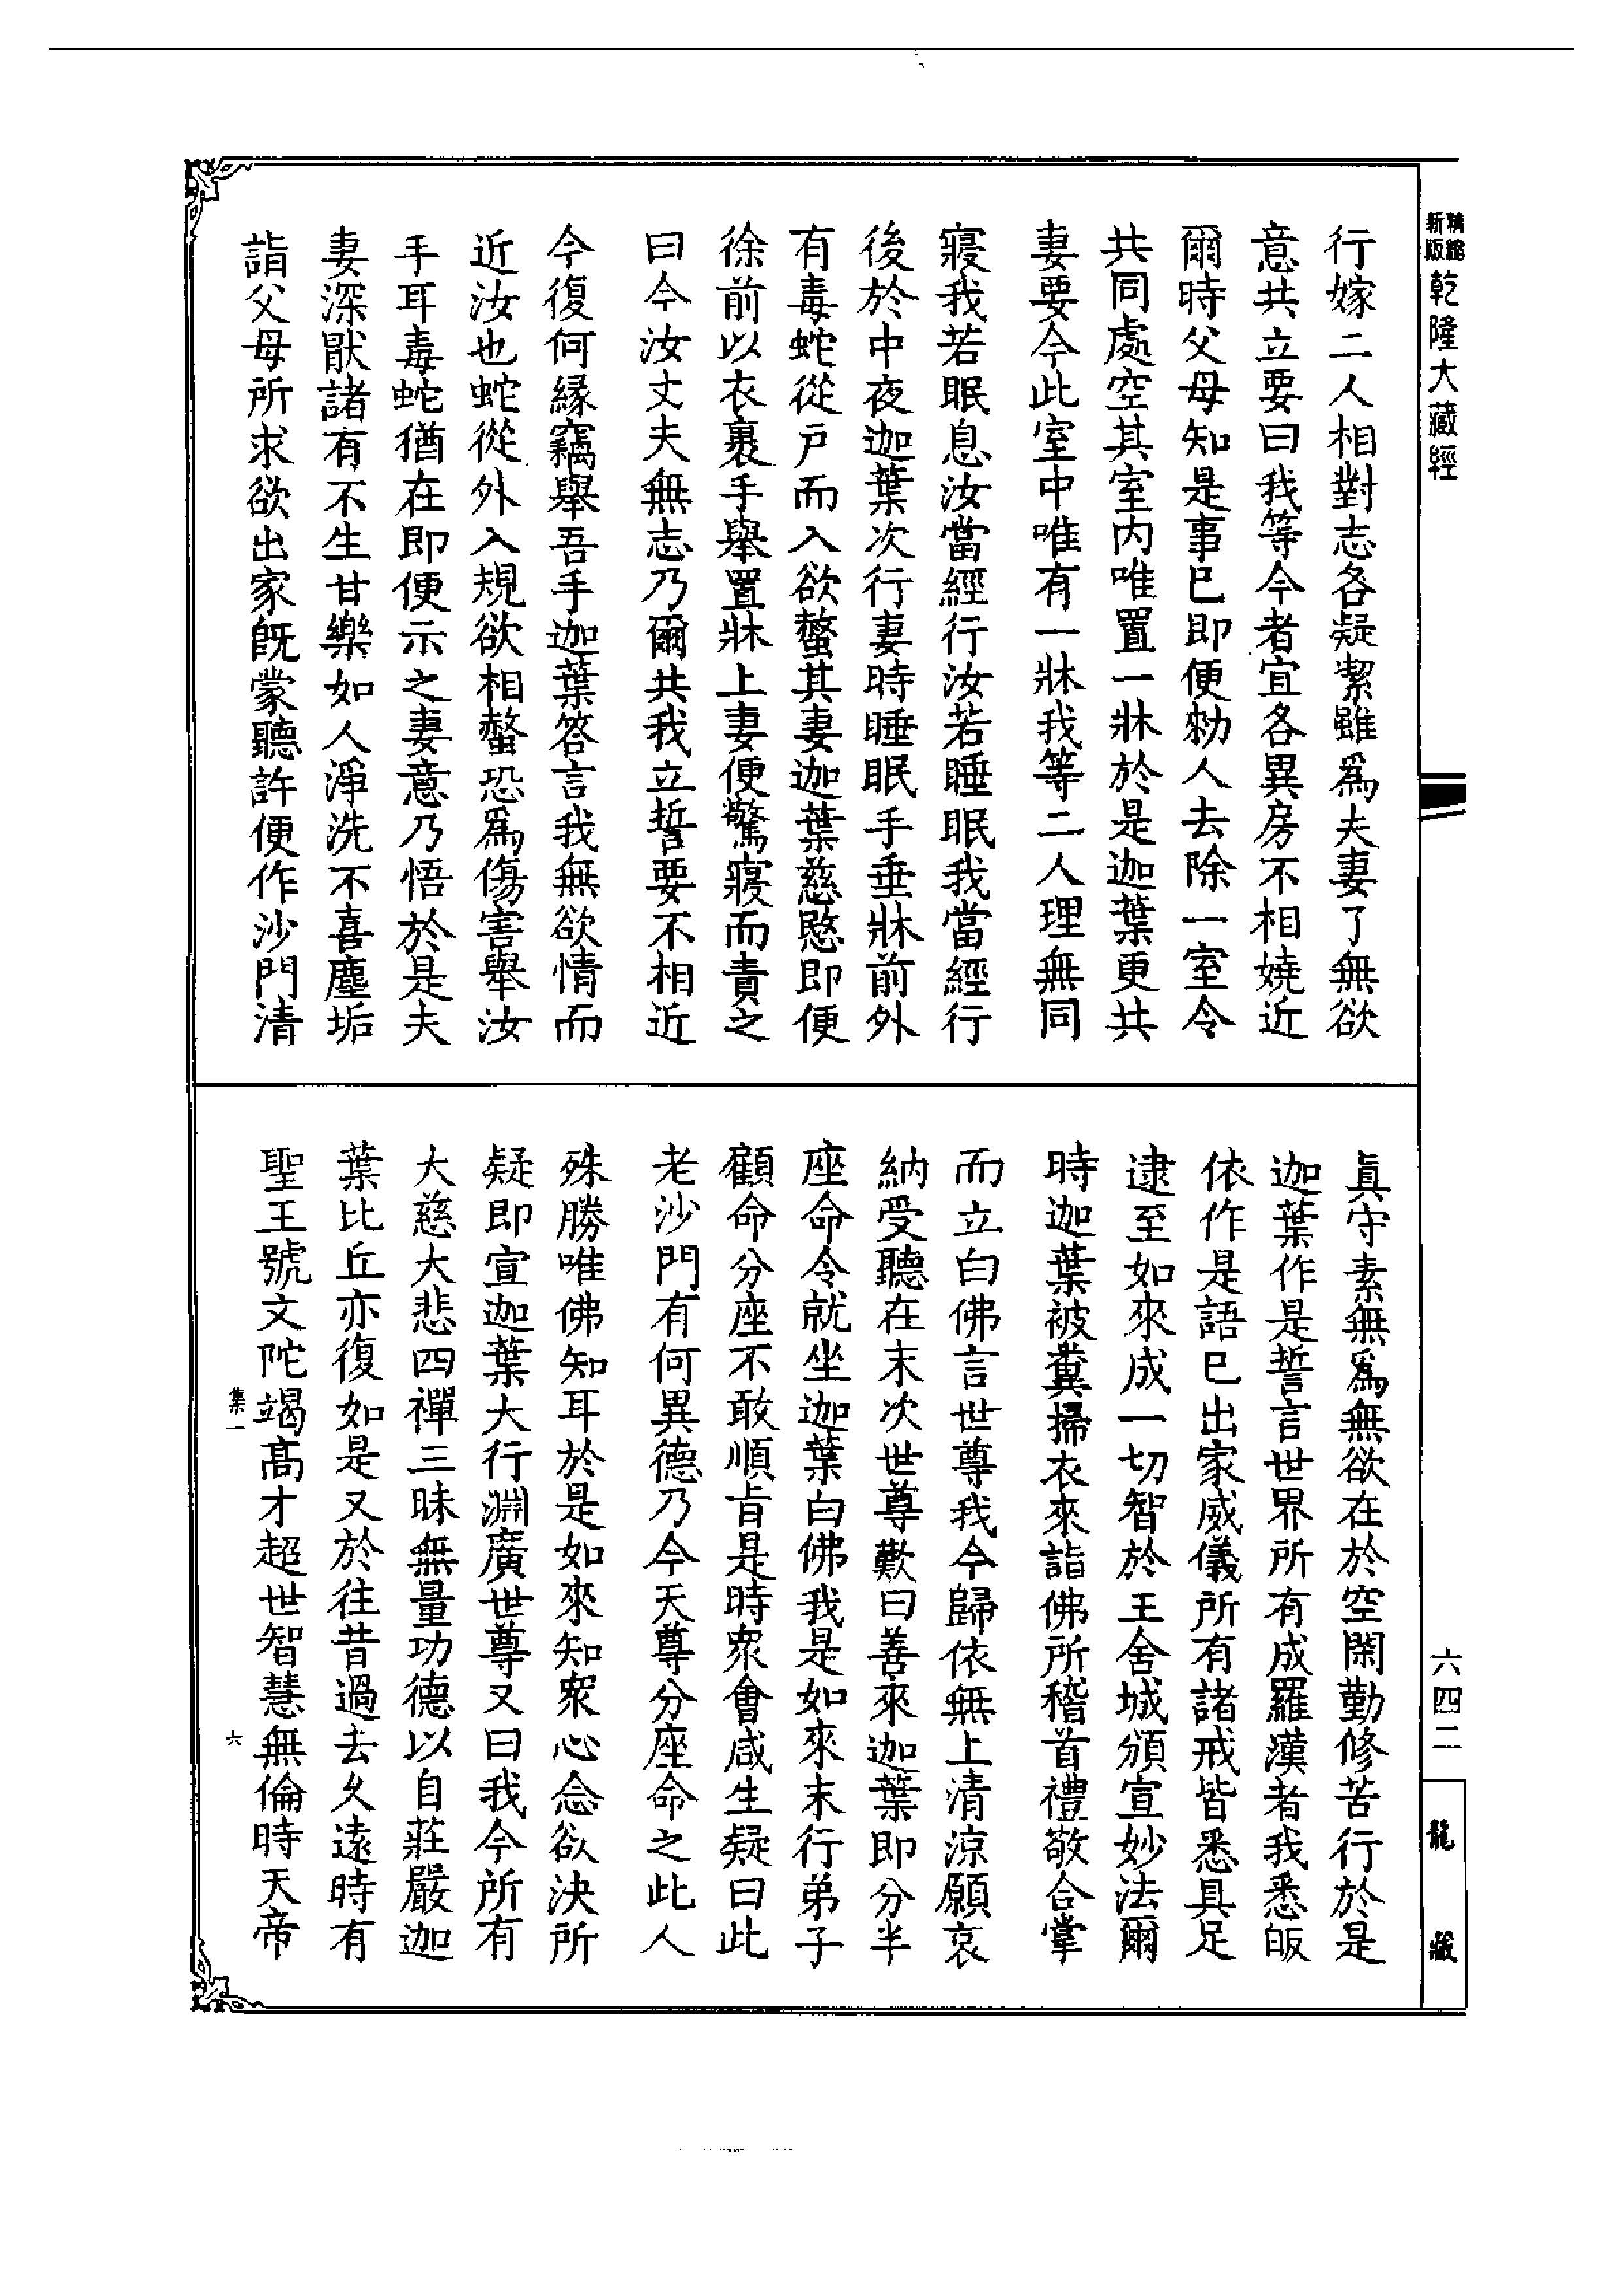 精縮
新版
乾隆大藏經
行嫁二人相對志各疑潔雖爲夫妻了無欲
意共立要曰我等今者宜各異房不相嬈近
爾時父母知是事已即便勑人去除一室令
共同處空其室內唯置一牀於是迦葉更共
妻要今此室中唯有一牀我等二人理無同
寢我若眠息汝當經行汝若睡眠我當經行
後於中夜迦葉次行妻時睡眠手垂牀前外
有毒蛇從戶而入欲螫其妻迦葉慈愍即便
徐前以衣裹手舉置牀上妻便驚寤而責之
曰今汝丈夫無志乃爾共我立誓要不相近
今復何緣竊舉吾手迦葉答言我無欲情而
近汝也蛇從外入規欲相螫恐爲傷害舉汝
手耳毒蛇猶在即便示之妻意乃悟於是夫
妻深猒諸有不生甘樂如人淨洗不喜塵垢
詣父母所求欲出家旣蒙聽許便作沙門清
眞守素無爲無欲在於空閑勤修苦行於是
迦葉作是誓言世界所有成羅漢者我悉皈
依作是語已出家威儀所有諸戒皆悉具足
逮至如來成一切智於王舍城頒宣妙法爾
時迦葉被糞掃衣來詣佛所稽首禮敬合掌
而立白佛言世尊我今歸依無上清涼願哀
納受聽在末次世尊歎曰善來迦葉即分半
座命令就坐迦葉白佛我是如來末行弟子
顧命分座不敢順旨是時衆會咸生疑曰此
老沙門有何異德乃令天尊分座命之此人
殊勝唯佛知耳於是如來知衆心念欲決所
疑即宣迦葉大行淵廣世尊又曰我今所有
大慈大悲四禪三昧無量功德以自莊嚴迦
葉比丘亦復如是又於往昔過去久遠時有
聖王號文陀竭高才超世智慧無倫時天帝
集一
六
六四二
龍藏